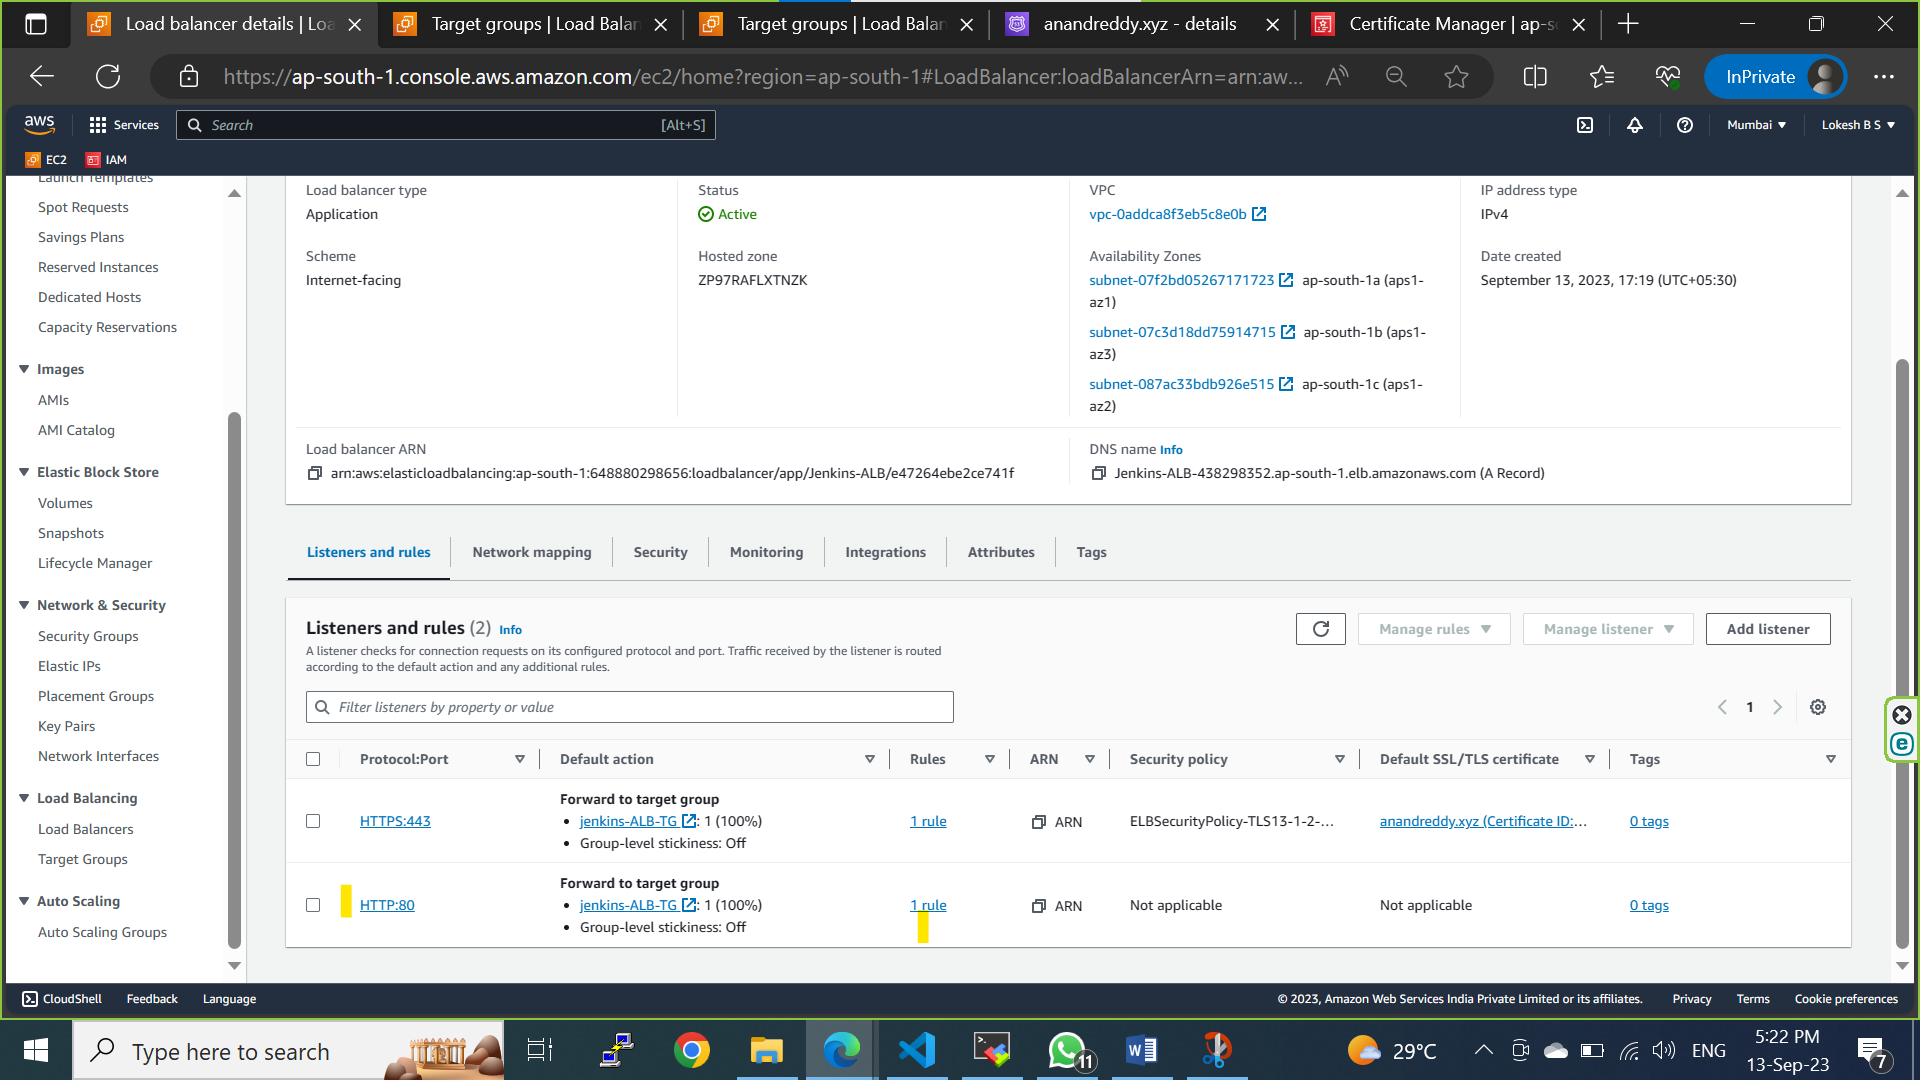 Load balancer details | Loa
Target groups | Load Balan
Target groups | Load Balan
anandreddy.xyz - details
Certificate Manager | ap-s
https://ap-south-1.console.aws.amazon.com/ec2/home?region=ap-south-1#LoadBalancer:loadBalancerArn=arn:aw...
InPrivate
aws
Services
Search
[Alt+S]
Mumbai
Lokesh B S
EC2
IAM
Launch Templates
Spot Requests
Savings Plans
Reserved Instances
Dedicated Hosts
Capacity Reservations
Images
AMIs
AMI Catalog
Elastic Block Store
Volumes
Snapshots
Lifecycle Manager
Network & Security
Security Groups
Elastic IPs
Placement Groups
Key Pairs
Network Interfaces
Load Balancing
Load Balancers
Target Groups
Auto Scaling
Auto Scaling Groups
Load balancer type
Application
Status
Active
VPC
vpc-0addca8f3eb5c8e0b
IP address type
IPv4
Scheme
Internet-facing
Hosted zone
ZP97RAFLXTNZK
Availability Zones
subnet-07f2bd05267171723 ap-south-1a (aps1-
az1)
subnet-07c3d18dd75914715 ap-south-1b (aps1-
az3)
subnet-087ac33bdb926e515 ap-south-1c (aps1-
az2)
Date created
September 13, 2023, 17:19 (UTC+05:30)
Load balancer ARN
arn:aws:elasticloadbalancing:ap-south-1:648880298656:loadbalancer/app/Jenkins-ALB/e47264ebe2ce741f
DNS name Info
Jenkins-ALB-438298352.ap-south-1.elb.amazonaws.com (A Record)
Listeners and rules
Network mapping
Security
Monitoring
Integrations
Attributes
Tags
Listeners and rules (2) Info
A listener checks for connection requests on its configured protocol and port. Traffic received by the listener is routed
according to the default action and any additional rules.
Manage rules
Manage listener
Add listener
Filter listeners by property or value
1
Protocol:Port
Default action
Rules
ARN
Security policy
Default SSL/TLS certificate
Tags
HTTPS:443
Forward to target group
• jenkins-ALB-TG : 1 (100%)
• Group-level stickiness: Off
1 rule
ARN
ELBSecurityPolicy-TLS13-1-2-...
anandreddy.xyz (Certificate ID:...
0 tags
HTTP:80
Forward to target group
• jenkins-ALB-TG : 1 (100%)
• Group-level stickiness: Off
1 rule
ARN
Not applicable
Not applicable
0 tags
CloudShell
Feedback
Language
© 2023, Amazon Web Services India Private Limited or its affiliates.
Privacy
Terms
Cookie preferences
Type here to search
11
29°C
ENG
5:22 PM
13-Sep-23
7